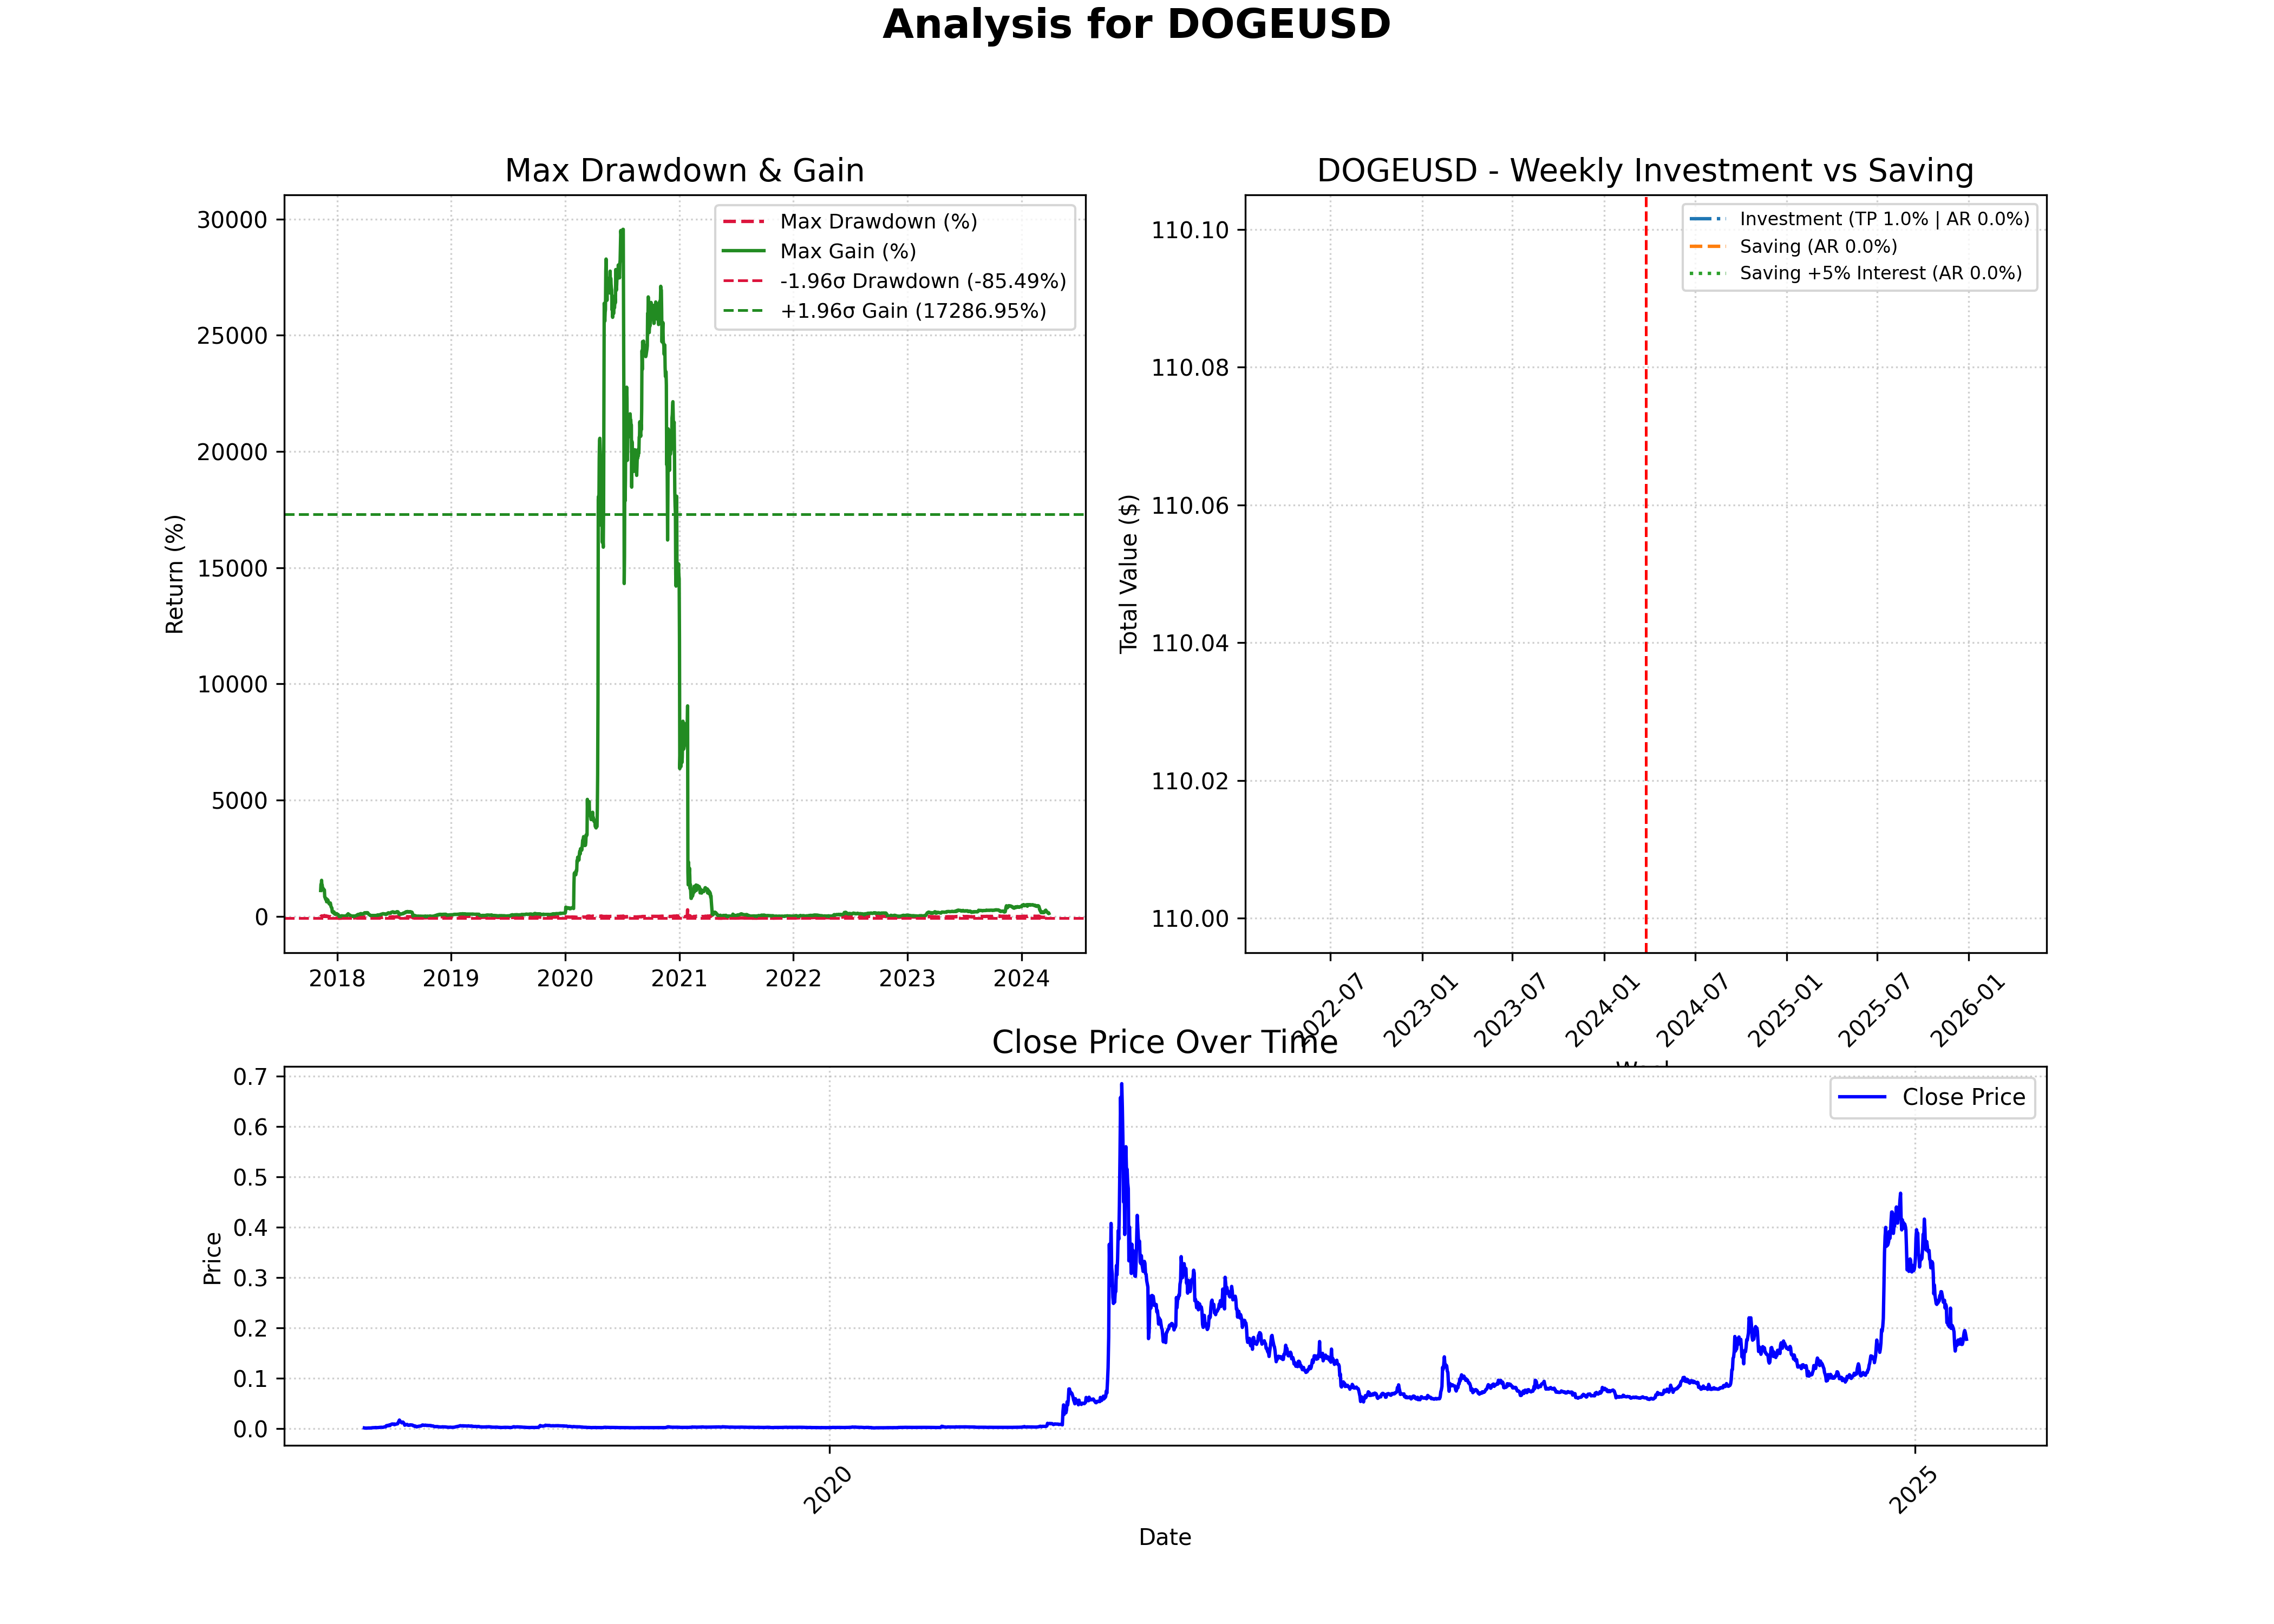 Analysis for DOGEUSD
Max Drawdown & Gain
Return (%)
30000
25000
20000
15000
10000
5000
0
2018 2019 2020 2021 2022 2023 2024
Max Drawdown (%)
Max Gain (%)
-1.96σ Drawdown (-85.49%)
+1.96σ Gain (17286.95%)
DOGEUSD - Weekly Investment vs Saving
Total Value ($)
110.10
110.08
110.06
110.04
110.02
110.00
2022-07 2023-01 2023-07 2024-01 2024-07 2025-01 2025-07 2026-01
Investment (TP 1.0% | AR 0.0%)
Saving (AR 0.0%)
Saving +5% Interest (AR 0.0%)
Close Price Over Time
Price
0.7
0.6
0.5
0.4
0.3
0.2
0.1
0.0
2020 2025
Date
Close Price